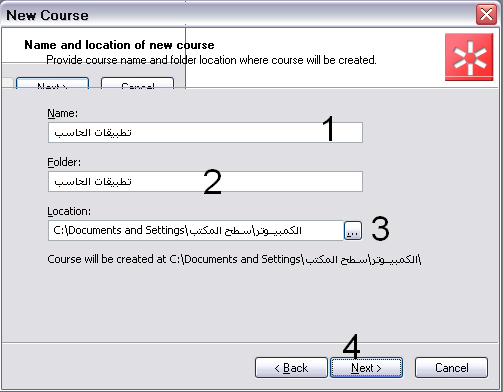 New Course
Name and location of new course
Provide course name and folder location where course will be created.
Next > Cancel
Name:
تطبيقات الحاسب 1
Folder:
تطبيقات الحاسب 2
Location:
C:\Documents and Settings\الكمبيـوتر\سطح المكتب ... 3
Course will be created at C:\Documents and Settings\الكمبيـوتر\سطح المكتب\
4
< Back Next > Cancel